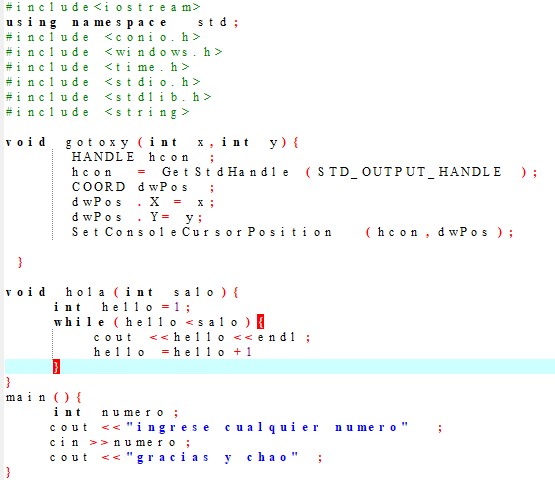 #include<iostream>
using namespace std;
#include <conio.h>
#include <windows.h>
#include <time.h>
#include <stdio.h>
#include <stdlib.h>
#include <string>
void gotoxy(int x,int y){
HANDLE hcon ;
hcon = GetStdHandle (STD_OUTPUT_HANDLE );
COORD dwPos ;
dwPos . X = x;
dwPos . Y= y;
SetConsoleCursorPosition (hcon,dwPos);
}
void hola(int salo){
int hello=1;
while(hello<salo){
cout <<hello<<endl;
hello =hello+1
}
}
main(){
int numero;
cout <<"ingrese cualquier numero" ;
cin >>numero;
cout <<"gracias y chao" ;
}